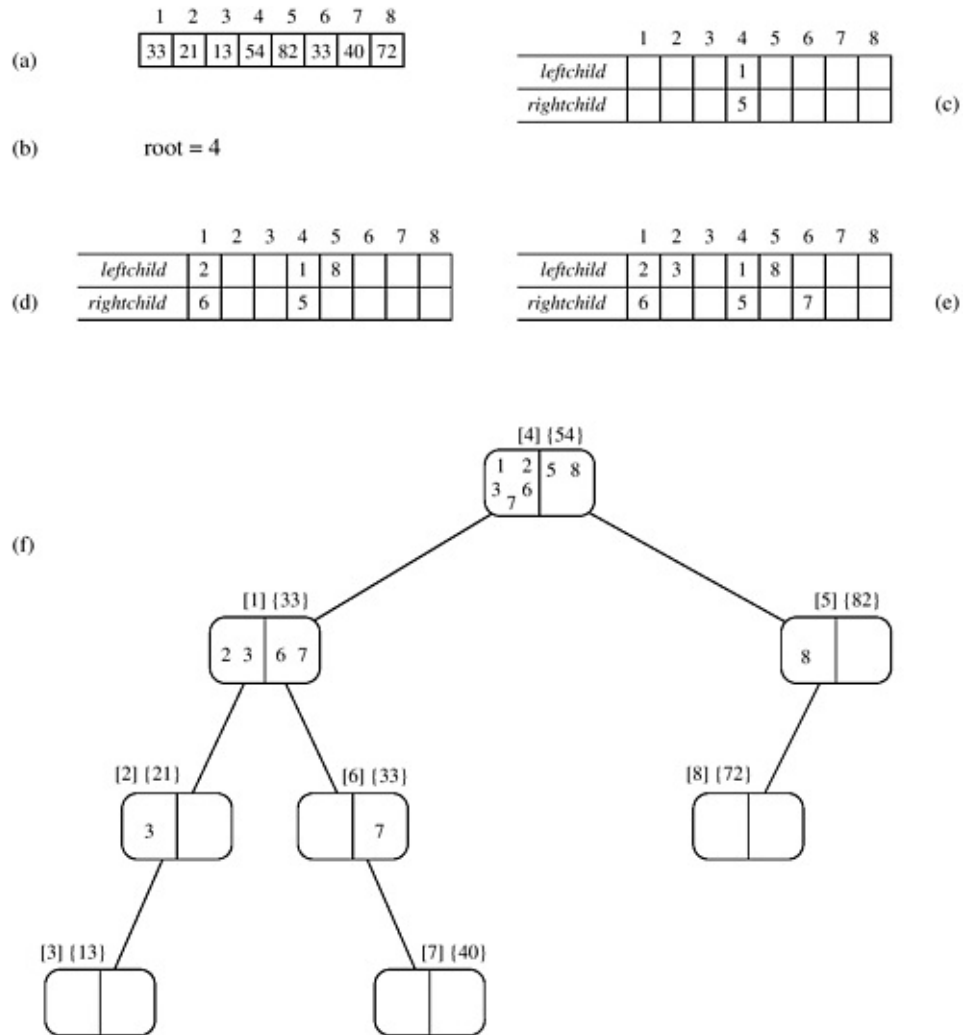 1 2 3 4 5 6 7 8
(a) 33 21 13 54 82 33 40 72
(b) root = 4
1 2 3 4 5 6 7 8
leftchild 1
rightchild 5
(c)
1 2 3 4 5 6 7 8
leftchild 2 1 8
rightchild 6 5
(d)
1 2 3 4 5 6 7 8
leftchild 2 3 1 8
rightchild 6 5 7
(e)
(f)
[4] {54}
1 2 5 8
3 6
7
[1] {33}
2 3 6 7
[5] {82}
8
[2] {21}
3
[6] {33}
7
[8] {72}
[3] {13}
[7] {40}